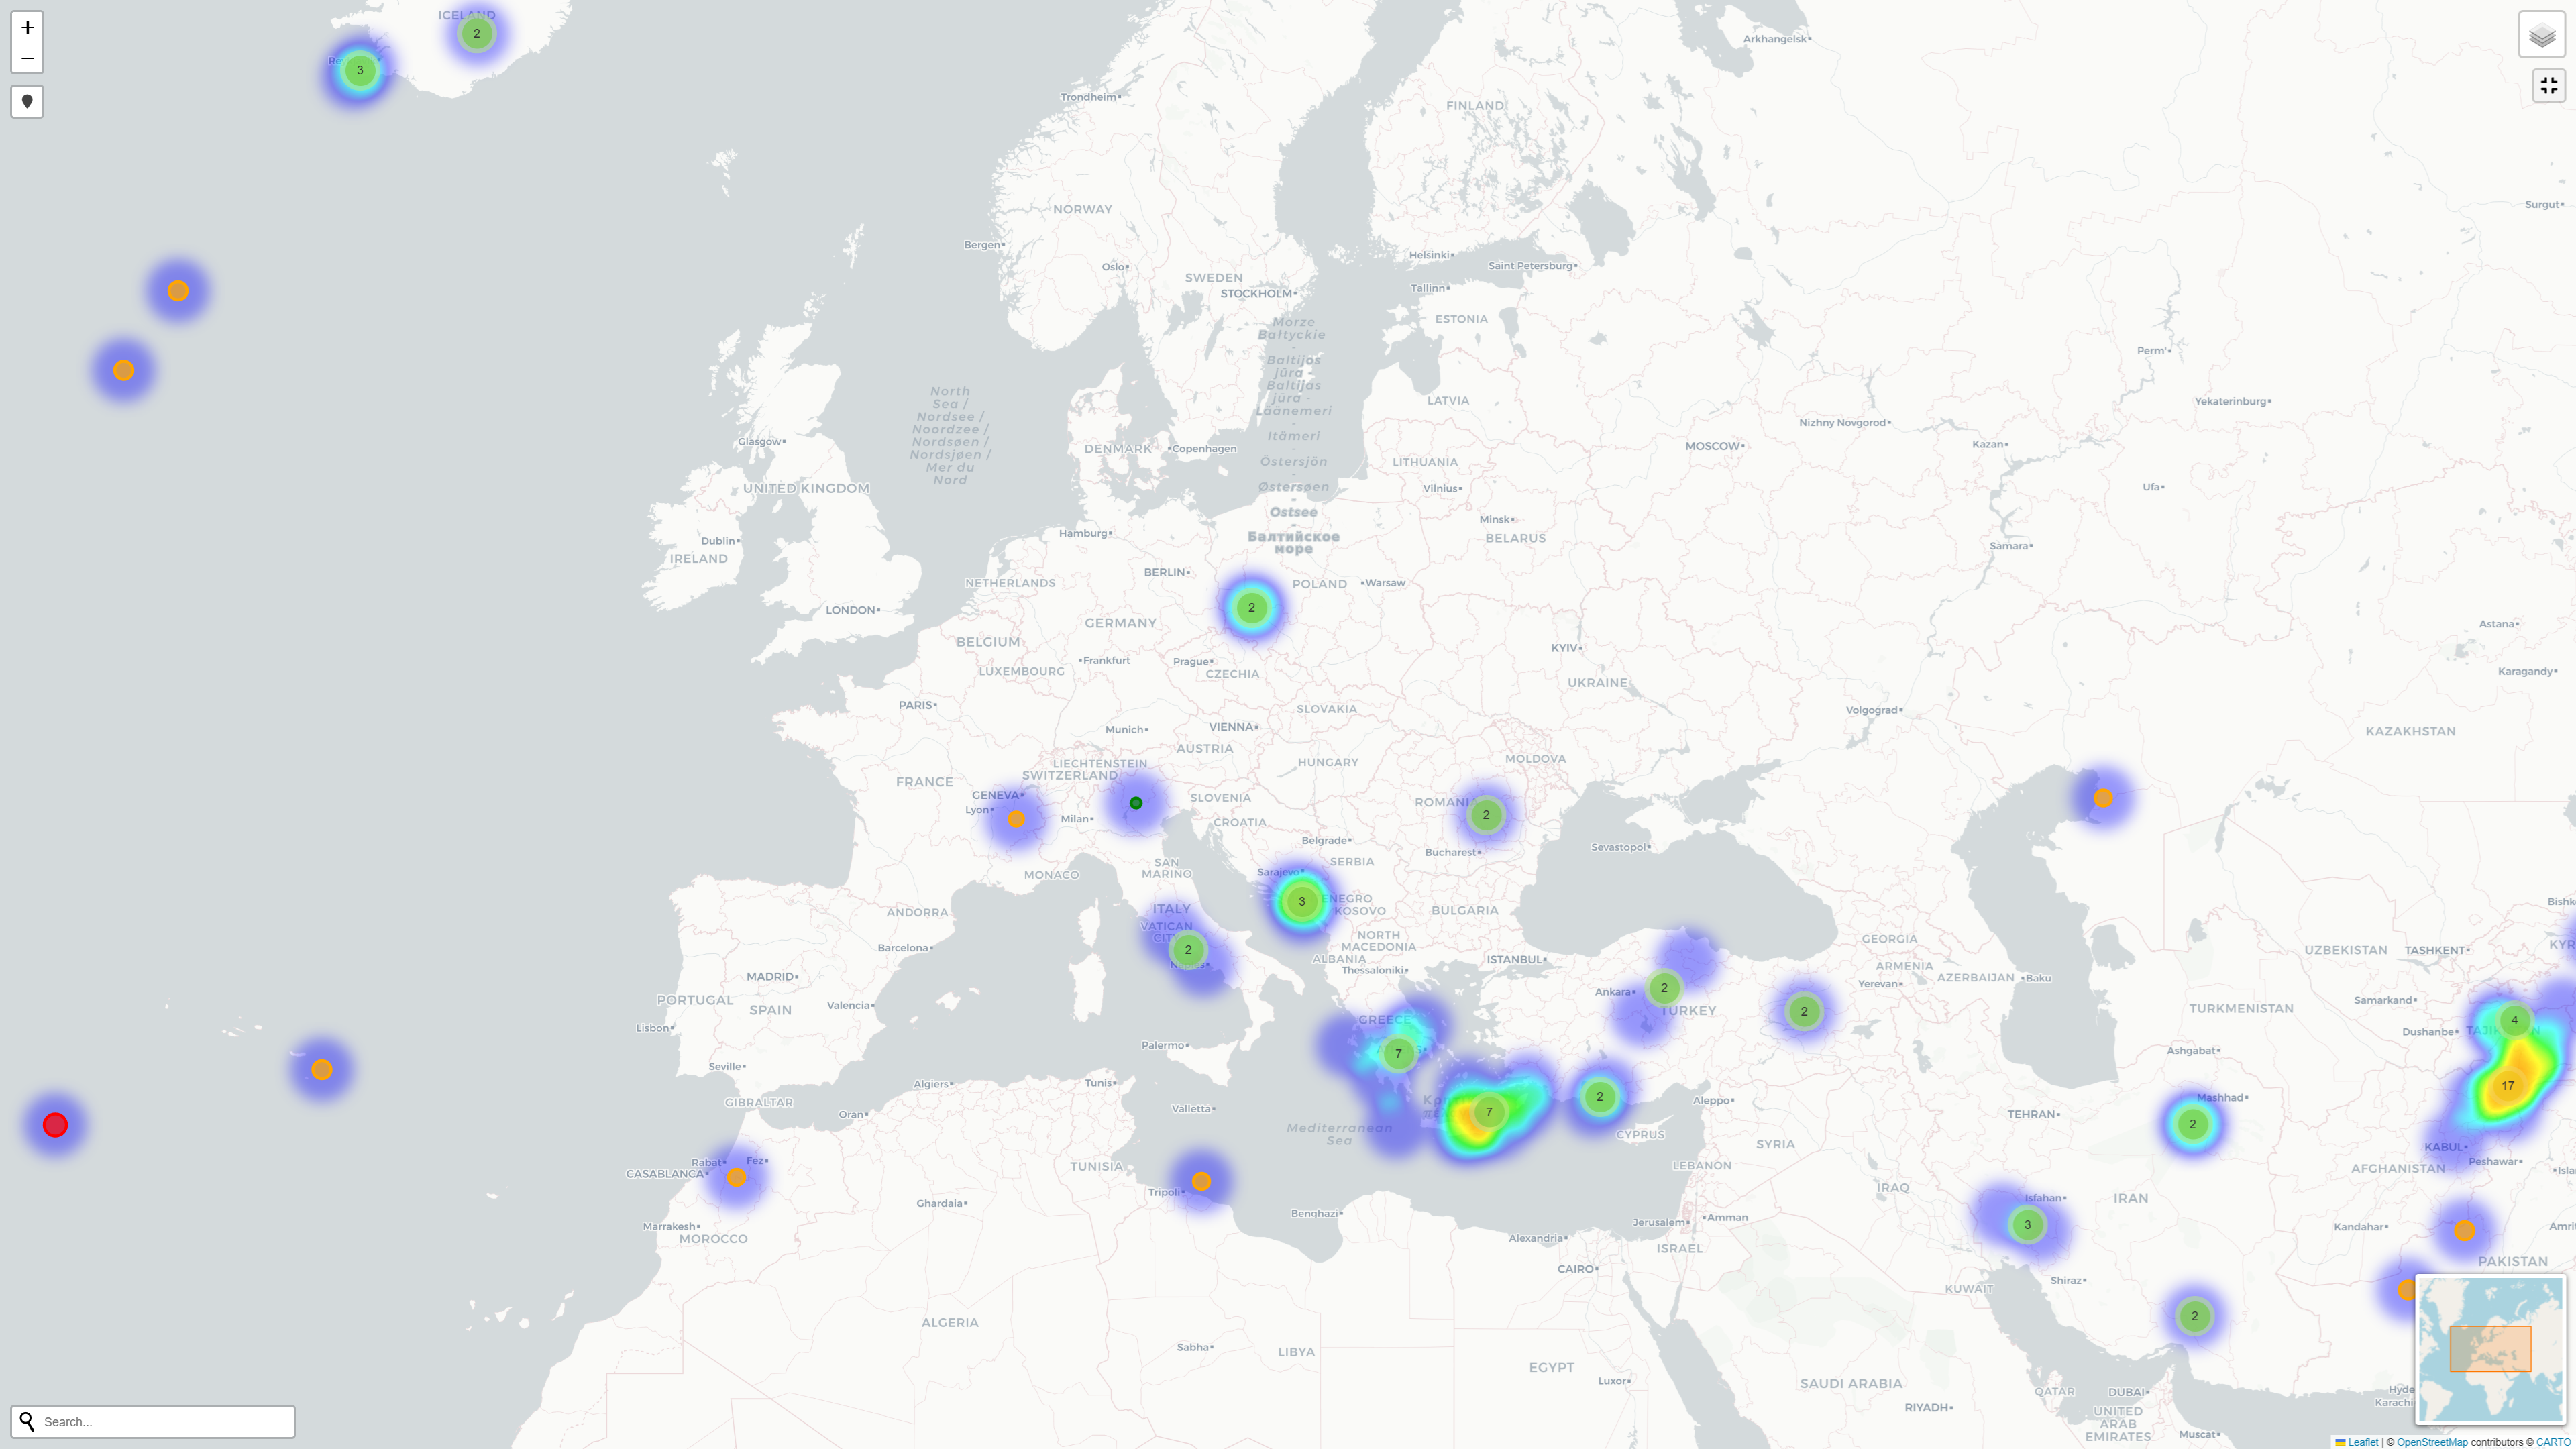 +
−
ICELAND
2
3
Arkhangelsk
Trondheim
FINLAND
Surgut
NORWAY
Bergen
Oslo
Helsinki
Saint Petersburg
SWEDEN
STOCKHOLM
Tallinn
ESTONIA
Morze
Bałtyckie
-
Baltijos
jūra -
Baltijas
jūra -
Läänemeri
-
Itämeri
-
Östersjön
-
Østersøen
-
Ostsee
-
Балтийское
море
Perm'
North
Sea /
Nordsee /
Noordzee /
Nordsøen /
Nordsjøen /
Mer du
Nord
LATVIA
Yekaterinburg
Nizhny Novgorod
Glasgow
DENMARK
Copenhagen
MOSCOW
Kazan
LITHUANIA
UNITED KINGDOM
Vilnius
Ufa
Minsk
BELARUS
Dublin
IRELAND
Hamburg
Samara
BERLIN
NETHERLANDS
POLAND
Warsaw
LONDON
2
GERMANY
Astana
BELGIUM
KYIV
Frankfurt
Prague
LUXEMBOURG
CZECHIA
Karagandy
UKRAINE
PARIS
SLOVAKIA
Volgograd
Munich
VIENNA
AUSTRIA
KAZAKHSTAN
LIECHTENSTEIN
SWITZERLAND
HUNGARY
MOLDOVA
FRANCE
GENEVA
SLOVENIA
Lyon
Milan
ROMANI
2
CROATIA
Belgrade
Bucharest
Sevastopol
SAN
MARINO
SERBIA
MONACO
Sarajevo
3
ENEGRO
KOSOVO
BULGARIA
ANDORRA
ITALY
VATICAN
CIT
Barcelona
2
Naples
NORTH
MACEDONIA
ALBANIA
Thessaloniki
ISTANBUL
GEORGIA
ARMENIA
AZERBAIJAN
Baku
Yerevan
UZBEKISTAN
TASHKENT
KYR
Bishk
MADRID
PORTUGAL
SPAIN
Valencia
Ankara
2
TURKEY
2
TURKMENISTAN
Samarkand
Lisbon
GREECE
7
4
Dushanbe
Palermo
Ashgabat
Seville
Algiers
Tunis
17
GIBRALTAR
Oran
Valletta
7
2
Aleppo
TEHRAN
Mashhad
2
Mediterranean
Sea
CYPRUS
SYRIA
KABUL
Peshawar
Rabat
Fez
CASABLANCA
TUNISIA
LEBANON
AFGHANISTAN
Isla
Tripoli
IRAQ
Isfahan
IRAN
Ghardaia
Benghazi
Jerusalem
Amman
3
Kandahar
Amri
Marrakesh
MOROCCO
Alexandria
ISRAEL
PAKISTAN
CAIRO
KUWAIT
Shiraz
ALGERIA
2
Sabha
LIBYA
EGYPT
Luxor
SAUDI ARABIA
QATAR
DUBAI
Hyde
Karachi
RIYADH
UNITED
ARAB
EMIRATES
Muscat
Search...
Leaflet | © OpenStreetMap contributors © CARTO